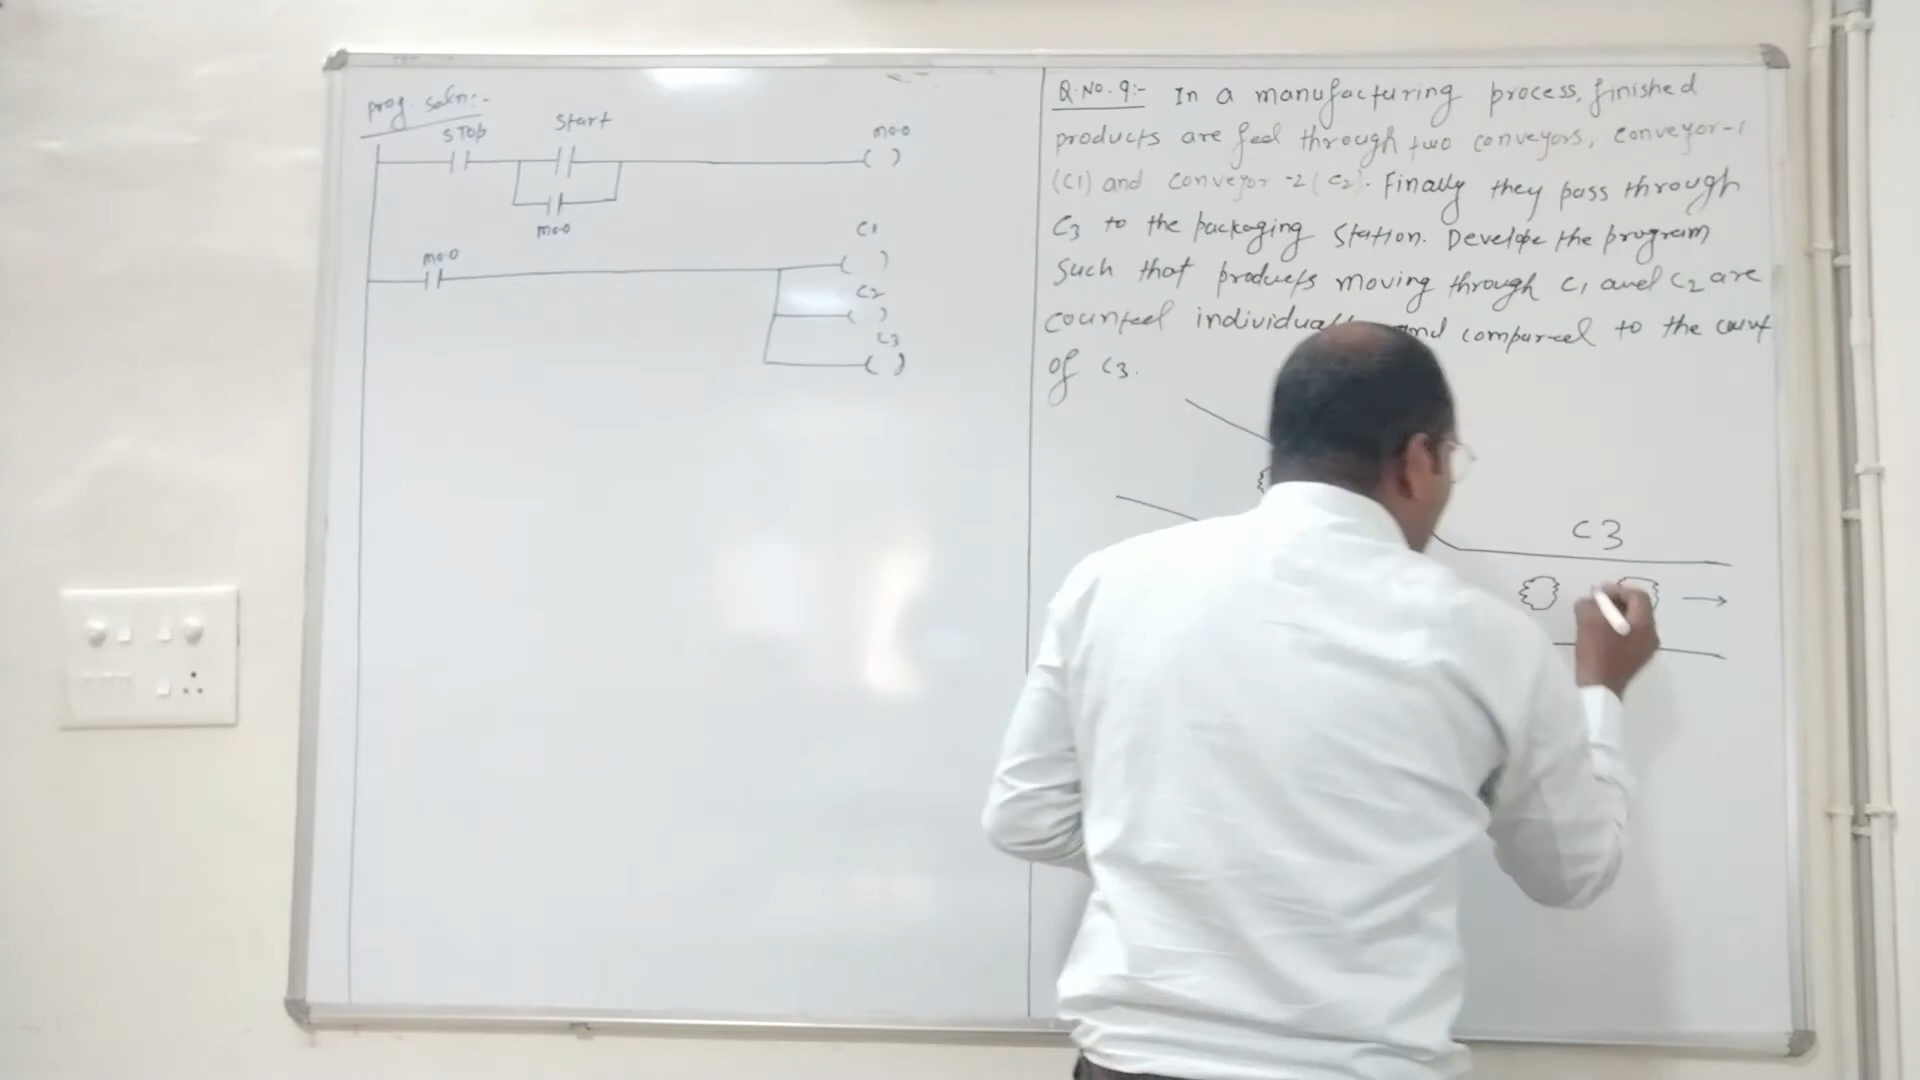 prog. soln:-
STOP
Start
m0.0
m0.0
m0.0
C1
C2
C3
Q.No.9:- In a manufacturing process, finished
products are feed through two conveyors, conveyor-1
(C1) and conveyor-2(C2). Finally they pass through
C3 to the packaging station. Develope the program
such that products moving through C1 and C2 are
counted and compared to the count
of C3.
C3